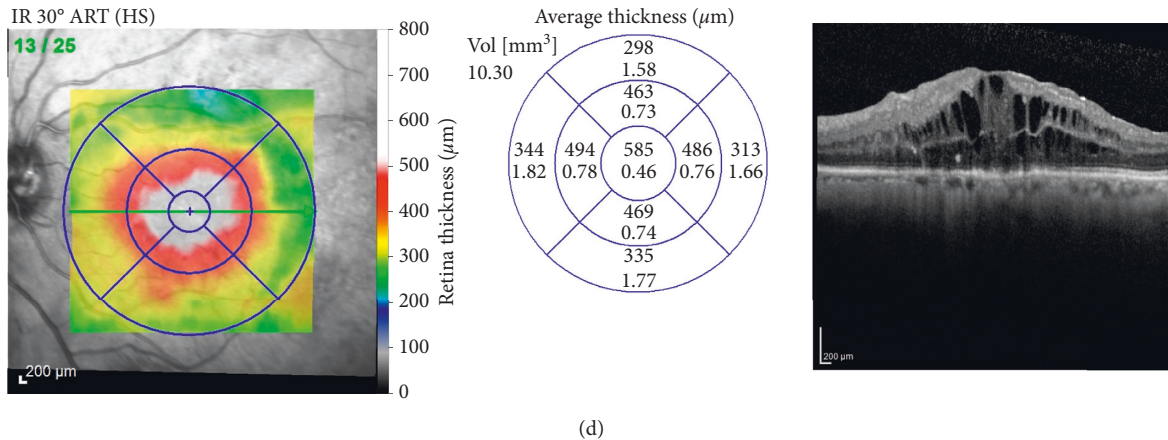 IR 30° ART (HS)
13 / 25
200 µm
800
700
600
500
400
300
200
100
0
Retina thickness (µm)
Average thickness (µm)
Vol [mm³]
10.30
298
1.58
463
0.73
344 494 585 486 313
1.82 0.78 0.46 0.76 1.66
469
0.74
335
1.77
200 µm
(d)